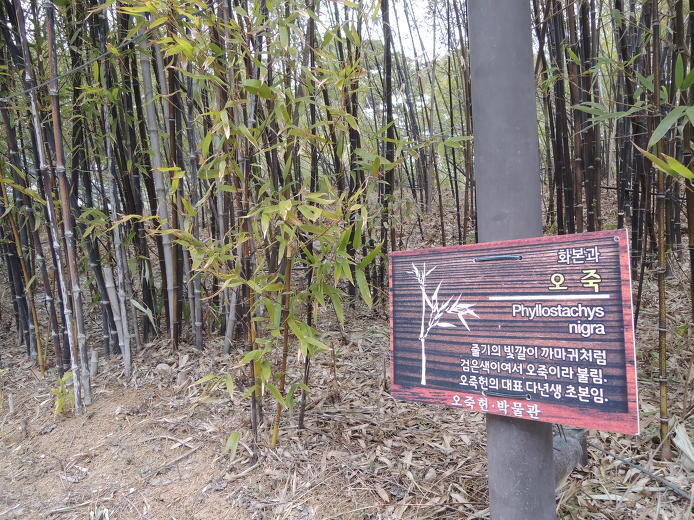 화본과
오 죽
Phyllostachys
nigra
줄기의 빛깔이 까마귀처럼
검은색이여서 오죽이라 불림.
오죽헌의 대표 다년생 초본임.
오죽헌·박물관